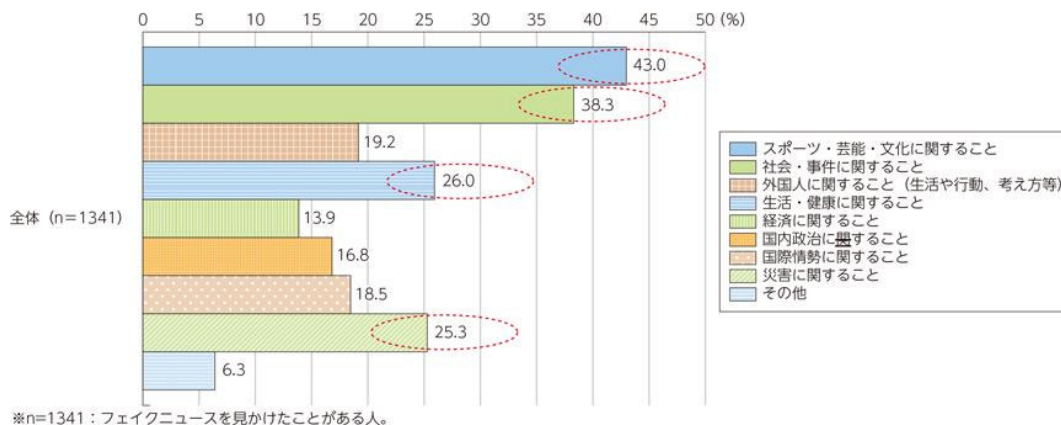 0 5 10 15 20 25 30 35 40 45 50 (%)
43.0
38.3
19.2
26.0
全体（n＝1341）
13.9
16.8
18.5
25.3
6.3
スポーツ・芸能・文化に関すること
社会・事件に関すること
外国人に関すること（生活や行動、考え方等）
生活・健康に関すること
経済に関すること
国内政治に関すること
国際情勢に関すること
災害に関すること
その他
※n=1341：フェイクニュースを見かけたことがある人。